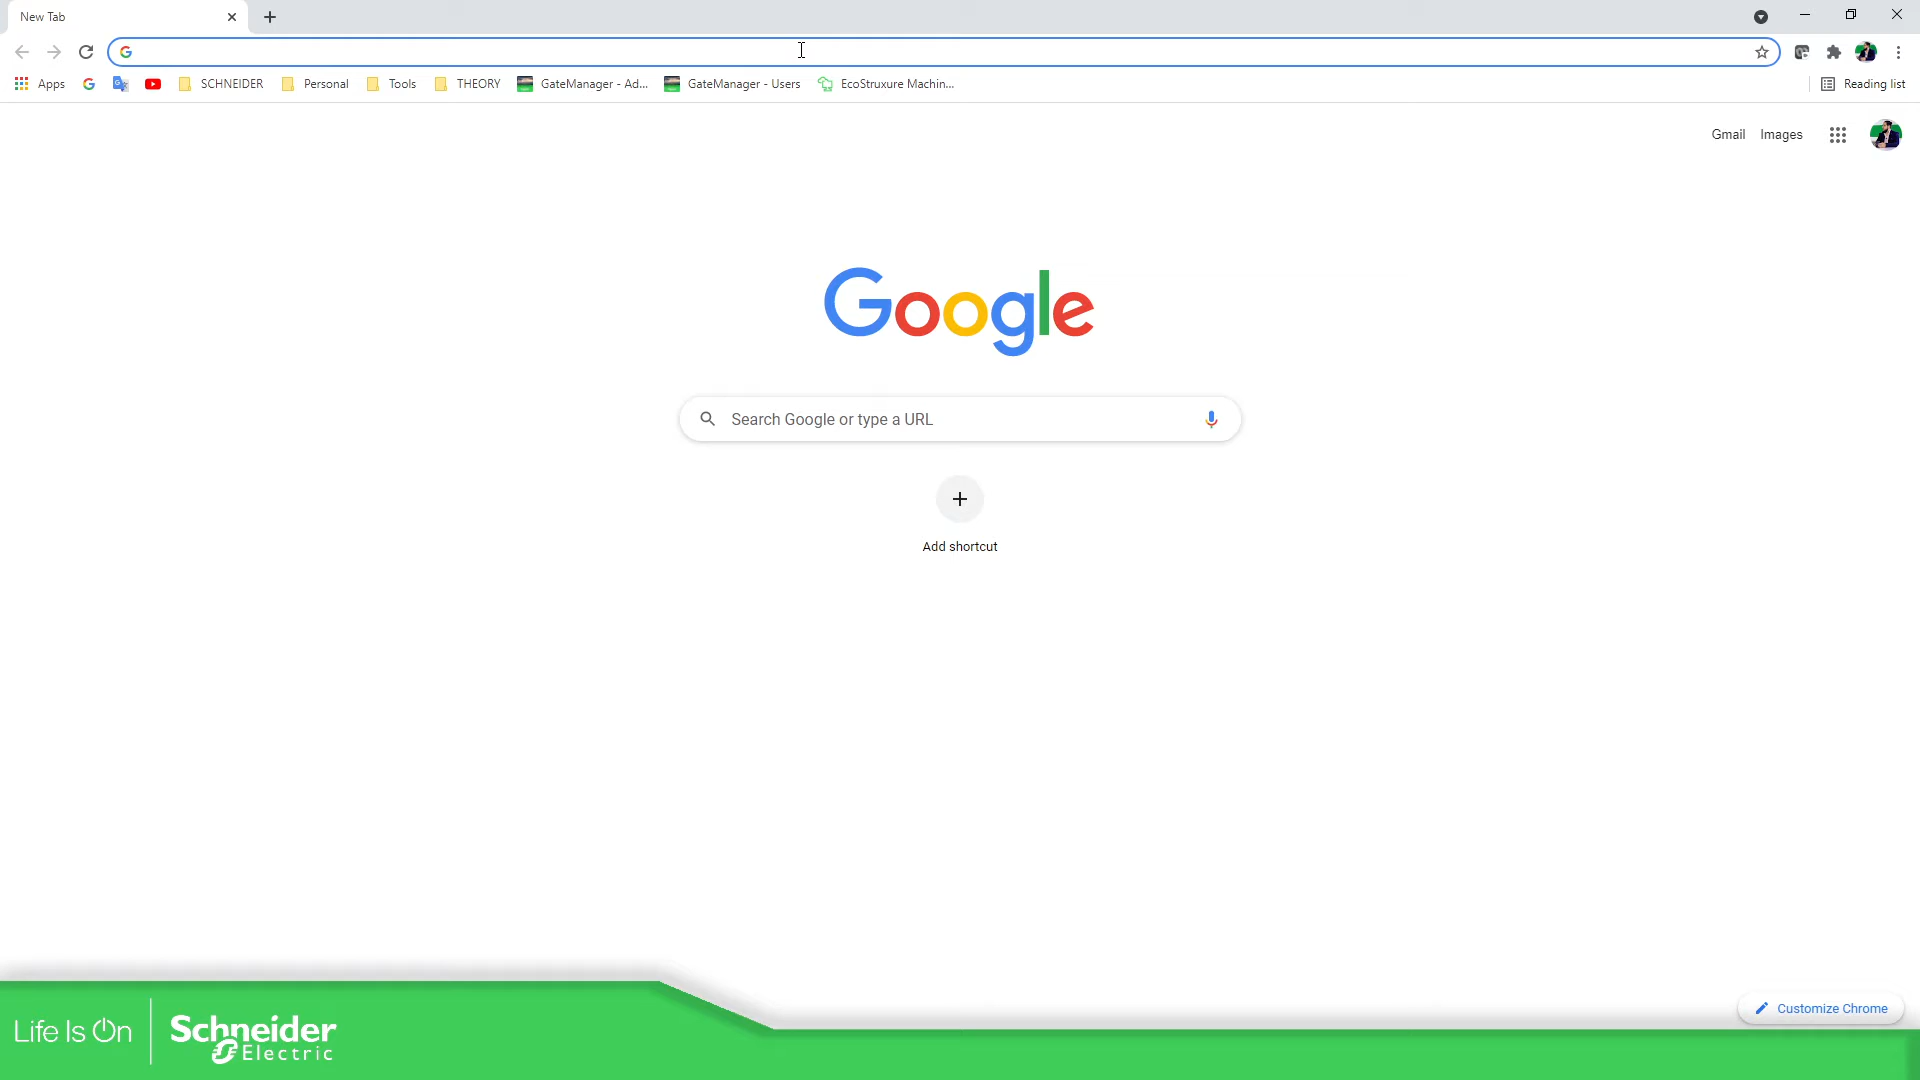 New Tab
Apps
SCHNEIDER
Personal
Tools
THEORY
GateManager - Ad...
GateManager - Users
EcoStruxure Machin...
Reading list
Gmail
Images
Google
Search Google or type a URL
Add shortcut
Customize Chrome
Life Is On
Schneider
Electric